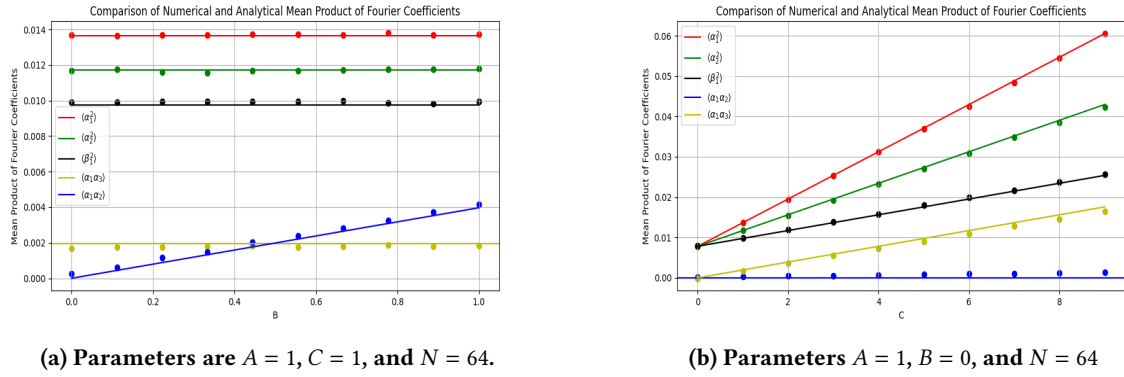 Comparison of Numerical and Analytical Mean Product of Fourier Coefficients
Mean Product of Fourier Coefficients
0.014
0.012
0.010
0.008
0.006
0.004
0.002
0.000
⟨α₁²⟩
⟨α₂²⟩
⟨β₁²⟩
⟨α₁α₃⟩
⟨α₁α₂⟩
0.0 0.2 0.4 0.6 0.8 1.0
B
(a) Parameters are A = 1, C = 1, and N = 64.
Comparison of Numerical and Analytical Mean Product of Fourier Coefficients
Mean Product of Fourier Coefficients
0.06
0.05
0.04
0.03
0.02
0.01
0.00
⟨α₁²⟩
⟨α₂²⟩
⟨β₁²⟩
⟨α₁α₂⟩
⟨α₁α₃⟩
0 2 4 6 8
C
(b) Parameters A = 1, B = 0, and N = 64